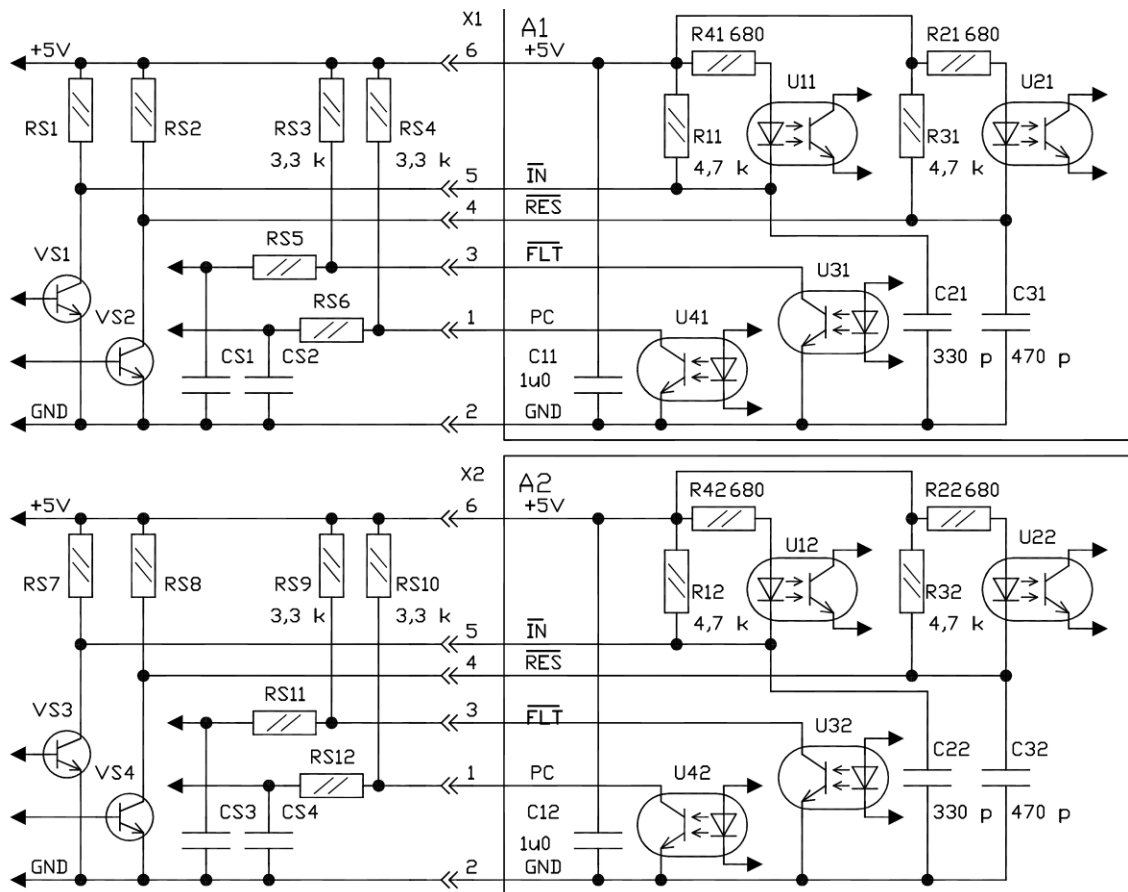 X1
A1
+5V
6
+5V
R41 680
R21 680
RS1
RS2
RS3
RS4
3,3 k
3,3 k
R11
4,7 k
U11
R31
4,7 k
U21
5
IN
4
RES
VS1
RS5
3
FLT
U31
VS2
RS6
1
PC
U41
C21
C31
CS1
CS2
C11
1u0
330 p
470 p
GND
2
GND
X2
A2
+5V
6
+5V
R42 680
R22 680
RS7
RS8
RS9
RS10
3,3 k
3,3 k
R12
4,7 k
U12
R32
4,7 k
U22
5
IN
4
RES
VS3
RS11
3
FLT
U32
VS4
RS12
1
PC
U42
C22
C32
CS3
CS4
C12
1u0
330 p
470 p
GND
2
GND